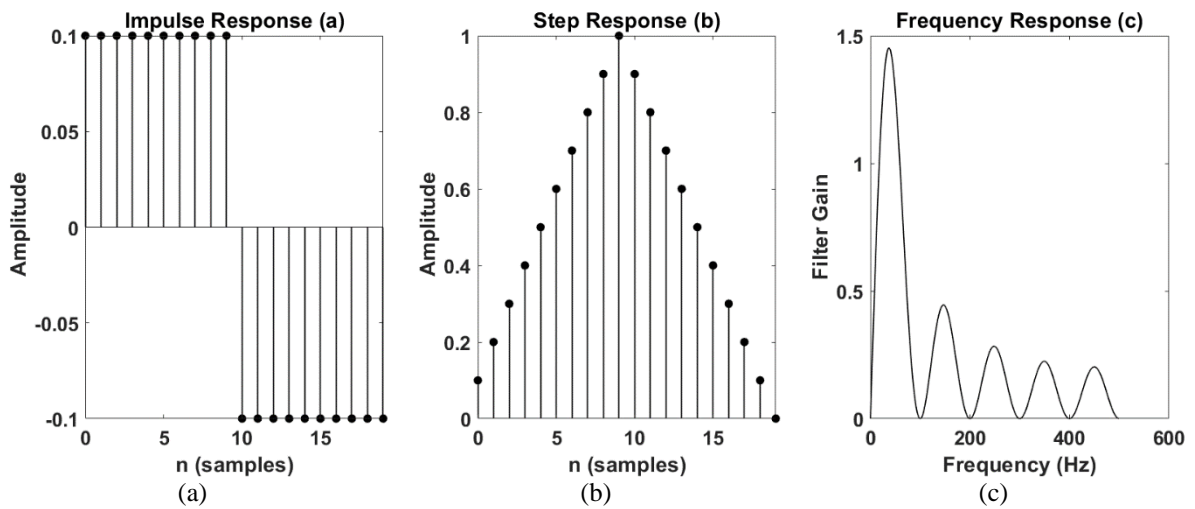 Impulse Response (a)
0.1
0.05
0
-0.05
-0.1
Amplitude
0 5 10 15
n (samples)
(a)
Step Response (b)
1
0.8
0.6
0.4
0.2
0
Amplitude
0 5 10 15
n (samples)
(b)
Frequency Response (c)
1.5
1
0.5
0
Filter Gain
0 200 400 600
Frequency (Hz)
(c)